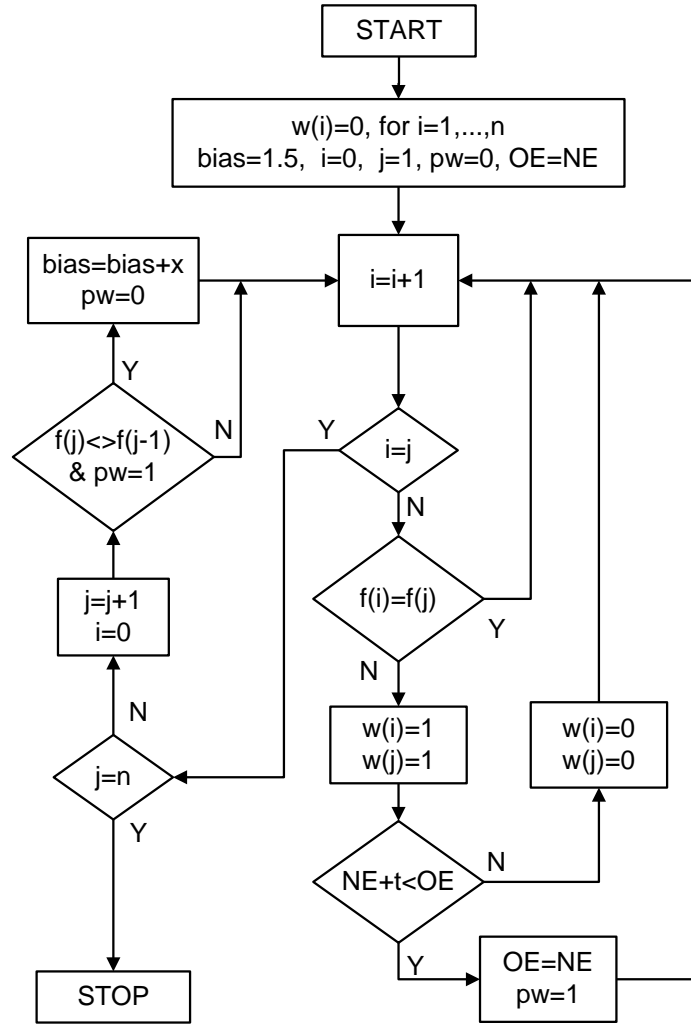 START
w(i)=0, for i=1,...,n
bias=1.5, i=0, j=1, pw=0, OE=NE
bias=bias+x
pw=0
i=i+1
Y
f(j)<>f(j-1)
& pw=1
N
Y
i=j
N
j=j+1
i=0
f(i)=f(j)
Y
N
N
w(i)=1
w(j)=1
w(i)=0
w(j)=0
j=n
Y
NE+t<OE
N
Y
OE=NE
pw=1
STOP